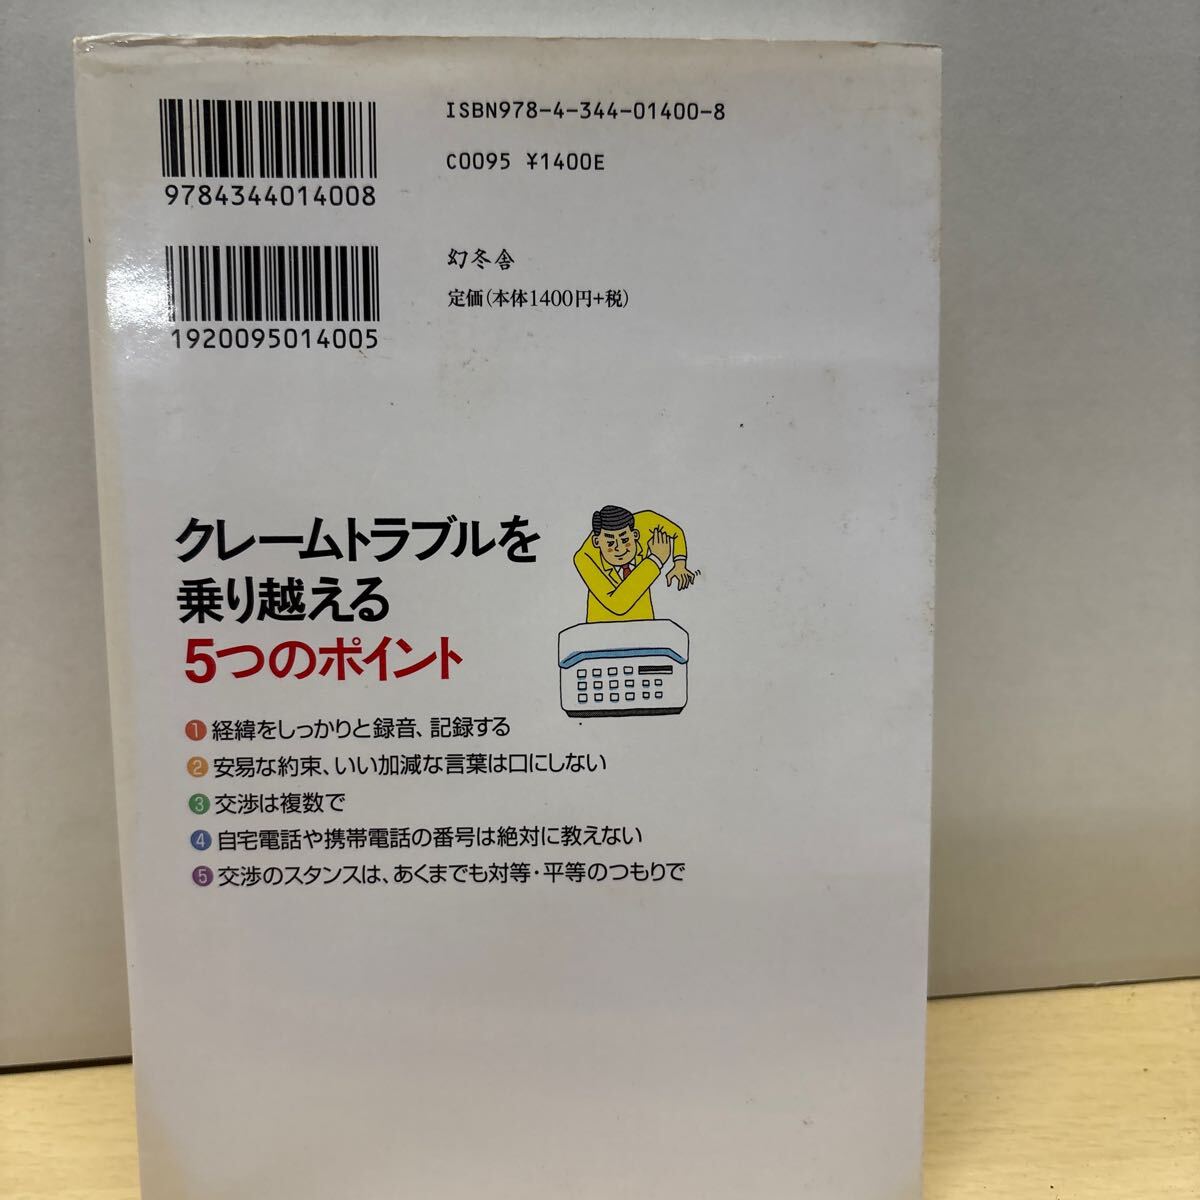 ISBN978-4-344-01400-8
C0095 ¥1400E
9784344014008
幻冬舎
定価(本体1400円+税)
1920095014005
クレームトラブルを
乗り越える
5つのポイント
1 経緯をしっかりと録音、記録する
2 安易な約束、いい加減な言葉は口にしない
3 交渉は複数で
4 自宅電話や携帯電話の番号は絶対に教えない
5 交渉のスタンスは、あくまでも対等・平等のつもりで